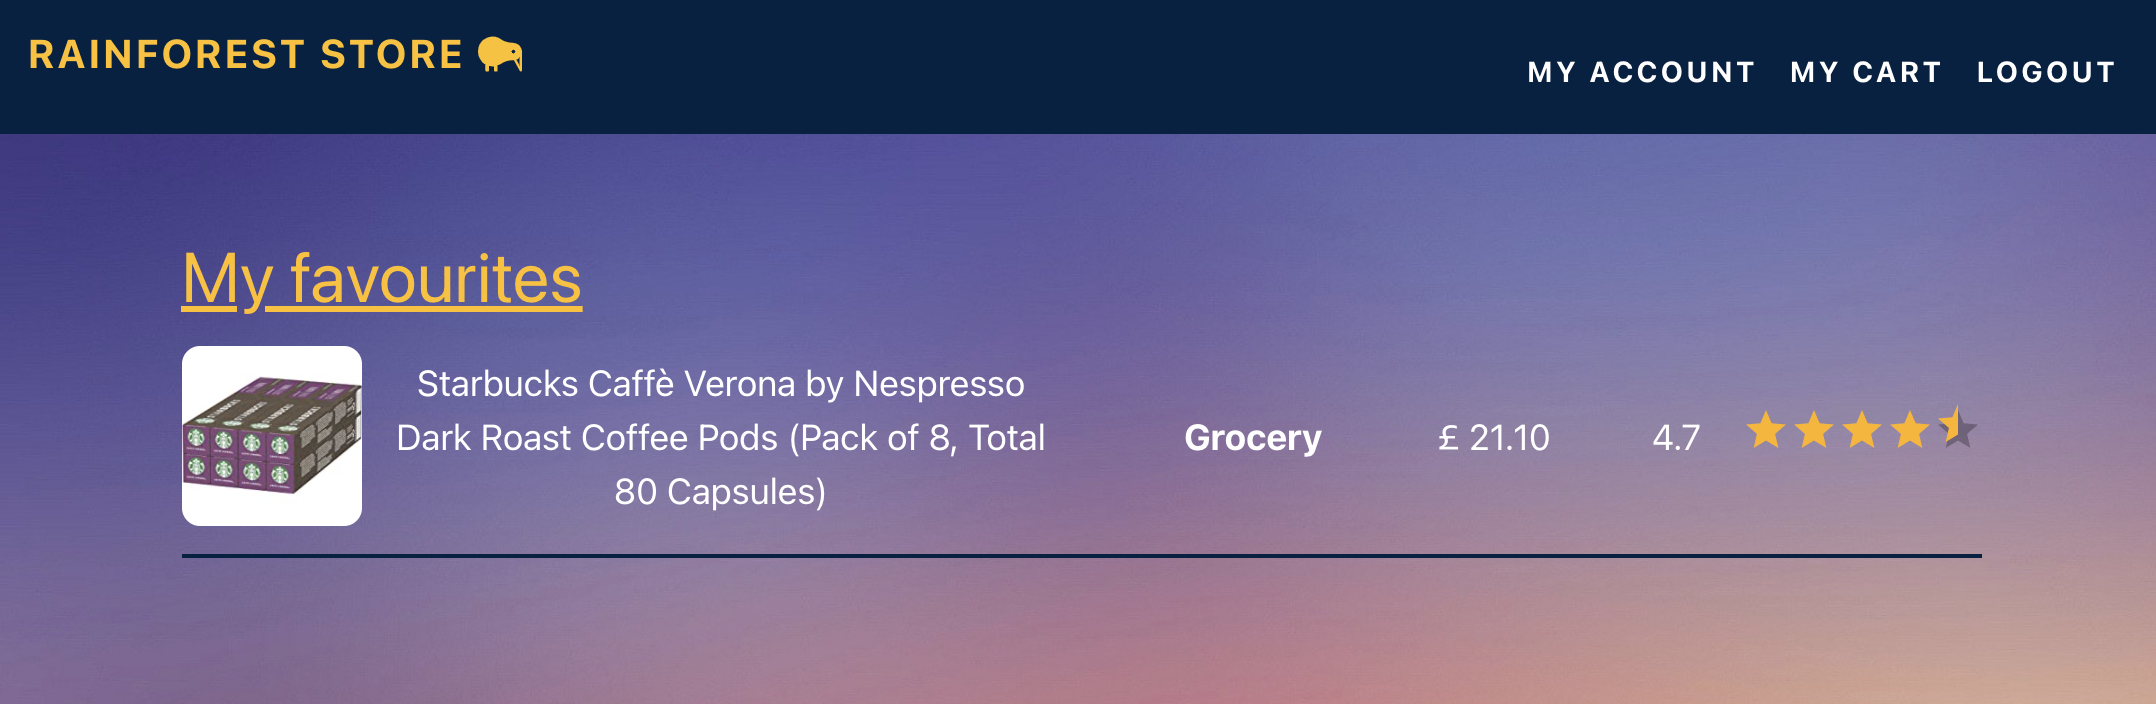 RAINFOREST STORE
MY ACCOUNT MY CART LOGOUT
My favourites
Starbucks Caffè Verona by Nespresso
Dark Roast Coffee Pods (Pack of 8, Total
80 Capsules)
Grocery
£ 21.10
4.7